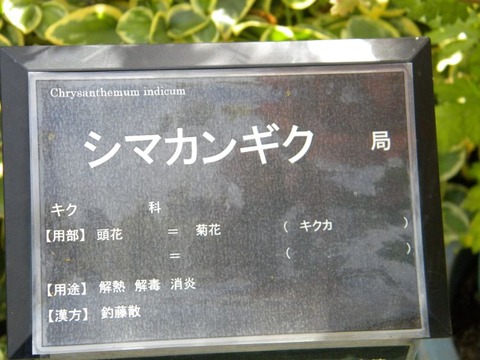 Chrysanthemum indicum
シマカンギク 局
キク 科
【用部】 頭花 = 菊花 ( キクカ )
= ( )
【用途】 解熱 解毒 消炎
【漢方】 釣藤散